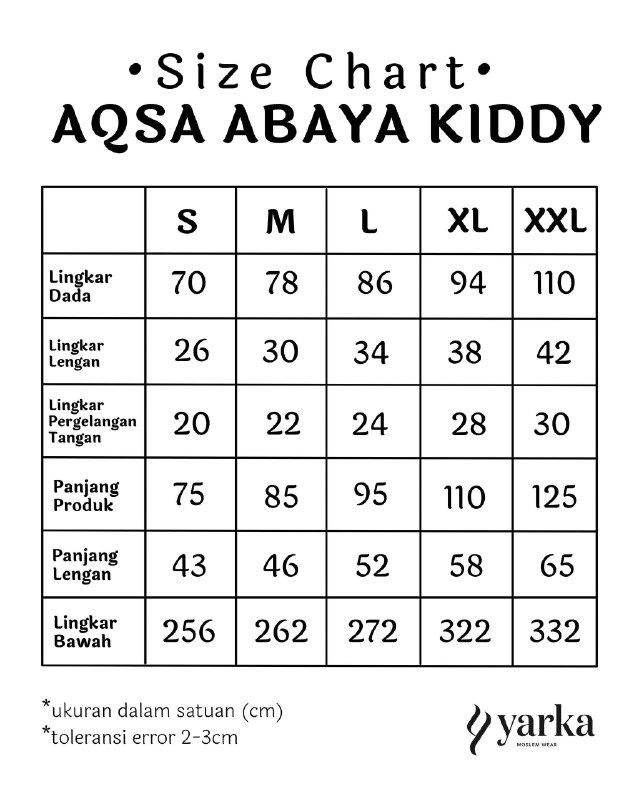 •Size Chart•
AQSA ABAYA KIDDY
S M L XL XXL
Lingkar
Dada 70 78 86 94 110
Lingkar
Lengan 26 30 34 38 42
Lingkar
Pergelangan
Tangan 20 22 24 28 30
Panjang
Produk 75 85 95 110 125
Panjang
Lengan 43 46 52 58 65
Lingkar
Bawah 256 262 272 322 332
*ukuran dalam satuan (cm)
*toleransi error 2-3cm
yarka
MOSLEM WEAR